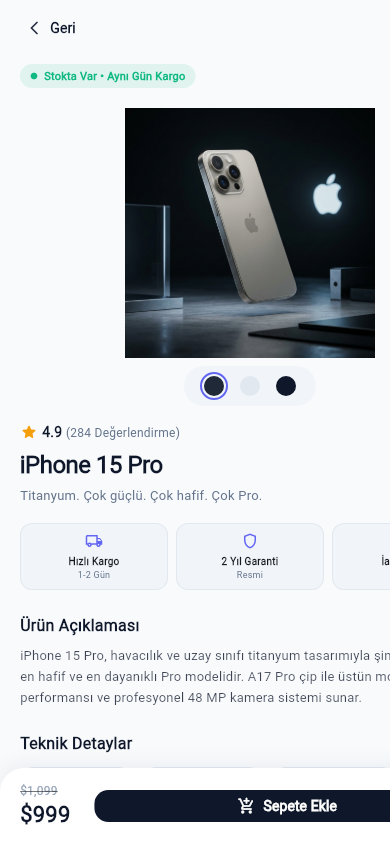 Geri
Stokta Var • Aynı Gün Kargo
4.9 (284 Değerlendirme)
iPhone 15 Pro
Titanyum. Çok güçlü. Çok hafif. Çok Pro.
Hızlı Kargo
1-2 Gün
2 Yıl Garanti
Resmi
Ürün Açıklaması
iPhone 15 Pro, havacılık ve uzay sınıfı titanyum tasarımıyla
en hafif ve en dayanıklı Pro modelidir. A17 Pro çip ile üstün
performansı ve profesyonel 48 MP kamera sistemi sunar.
Teknik Detaylar
$1,099
$999
Sepete Ekle